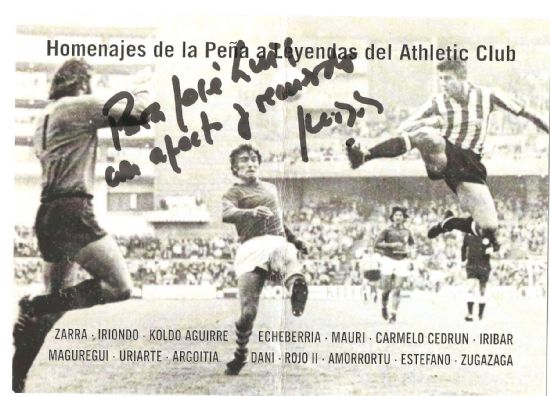 Homenajes de la Peña a Leyendas del Athletic Club
Para José Luis
con afecto y recuerdo
ZARRA · IRIONDO · KOLDO AGUIRRE ECHEBERRIA · MAURI · CARMELO CEDRUN · IRIBAR
MAGUREGUI · URIARTE · ARGOITIA DANI · ROJO II · AMORRORTU · ESTEFANO · ZUGAZAGA